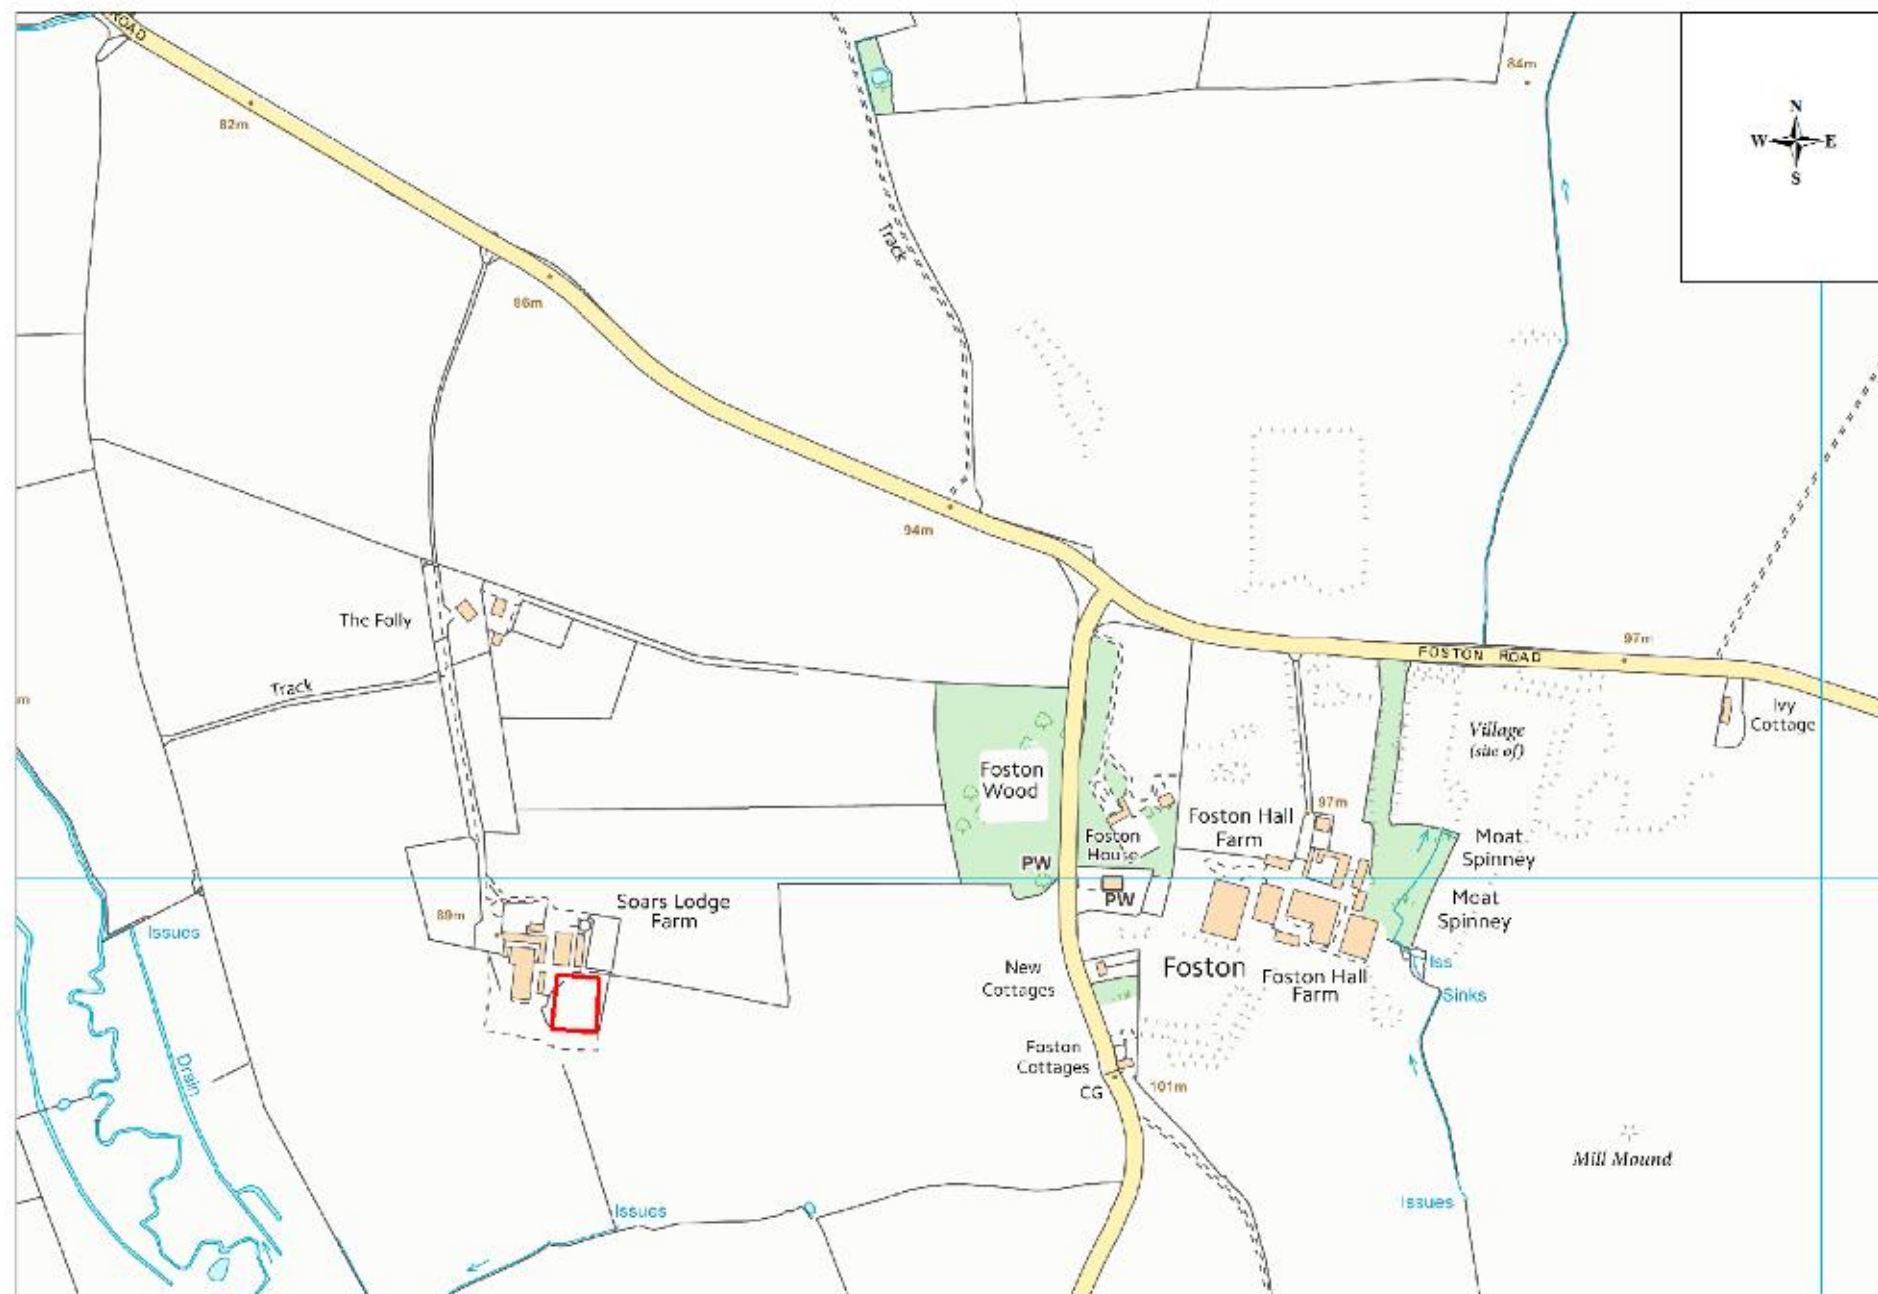 ROAD
84m
N
W E
S
82m
Track
86m
94m
The Folly
97m
FOSTON ROAD
Track
m
Ivy
Cottage
Village
(site of)
Foston
Wood
97m
Foston Hall
Farm
Foston
House
Moat
Spinney
PW
PW
Moat
Spinney
Soars Lodge
Farm
89m
Issues
Foston
New
Cottages
Foston Hall
Farm
Iss
Sinks
Drain
Foston
Cottages
CG
101m
Mill Mound
Issues
Issues